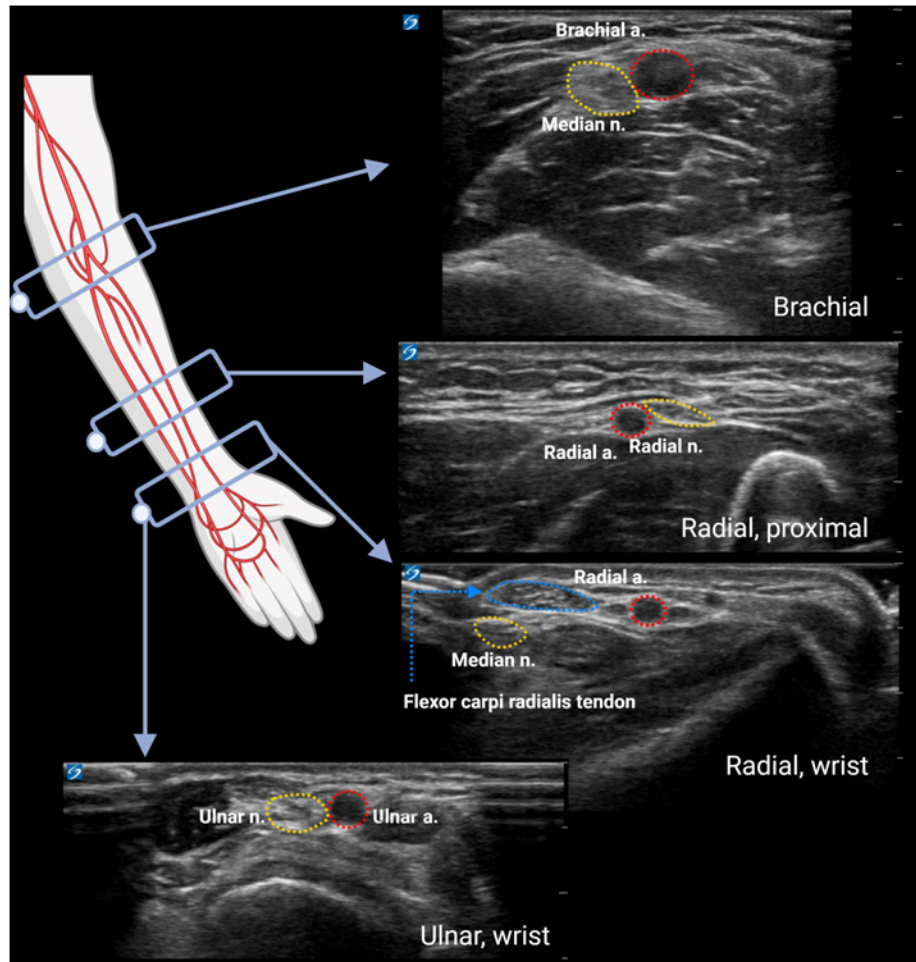 Brachial a.
Median n.
Brachial
Radial a.
Radial n.
Radial, proximal
Radial a.
Median n.
Flexor carpi radialis tendon
Radial, wrist
Ulnar n.
Ulnar a.
Ulnar, wrist